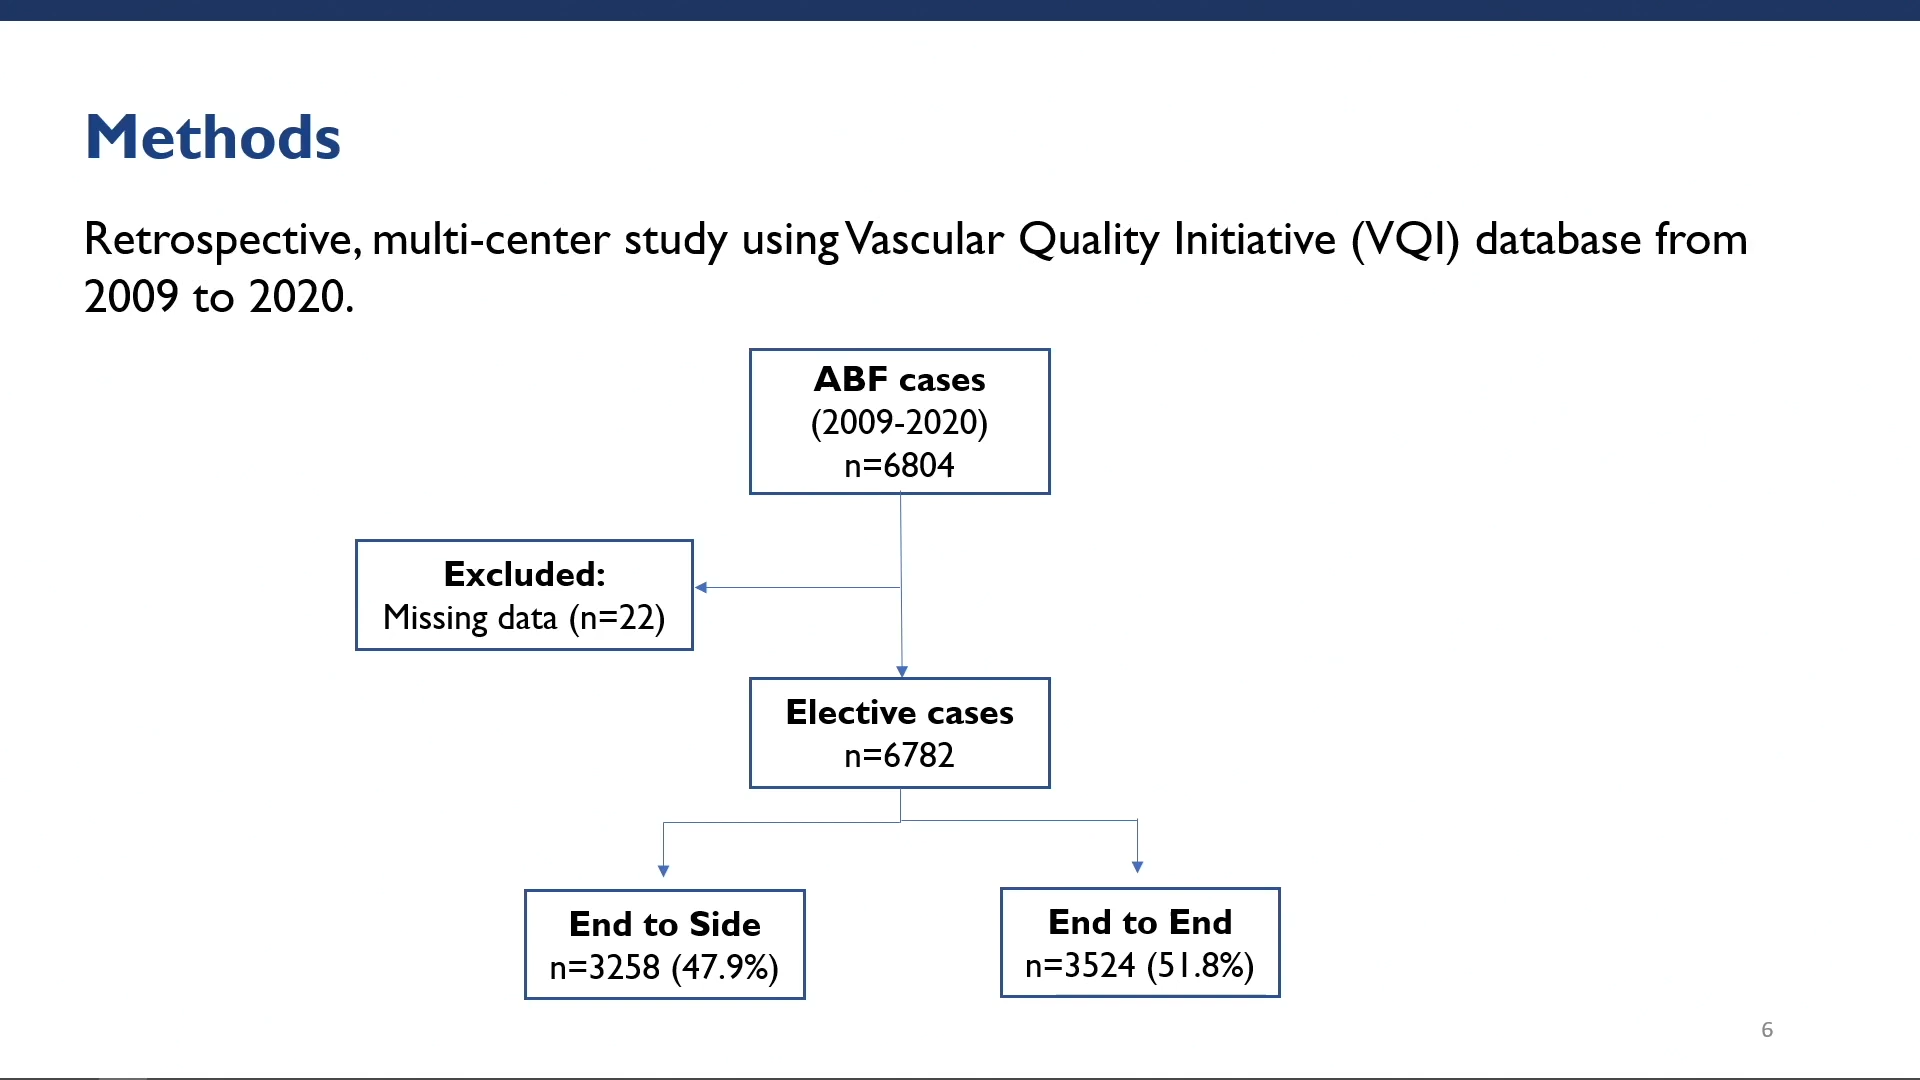 Methods
Retrospective, multi-center study using Vascular Quality Initiative (VQI) database from
2009 to 2020.
ABF cases
(2009-2020)
n=6804
Excluded:
Missing data (n=22)
Elective cases
n=6782
End to Side
n=3258 (47.9%)
End to End
n=3524 (51.8%)
6